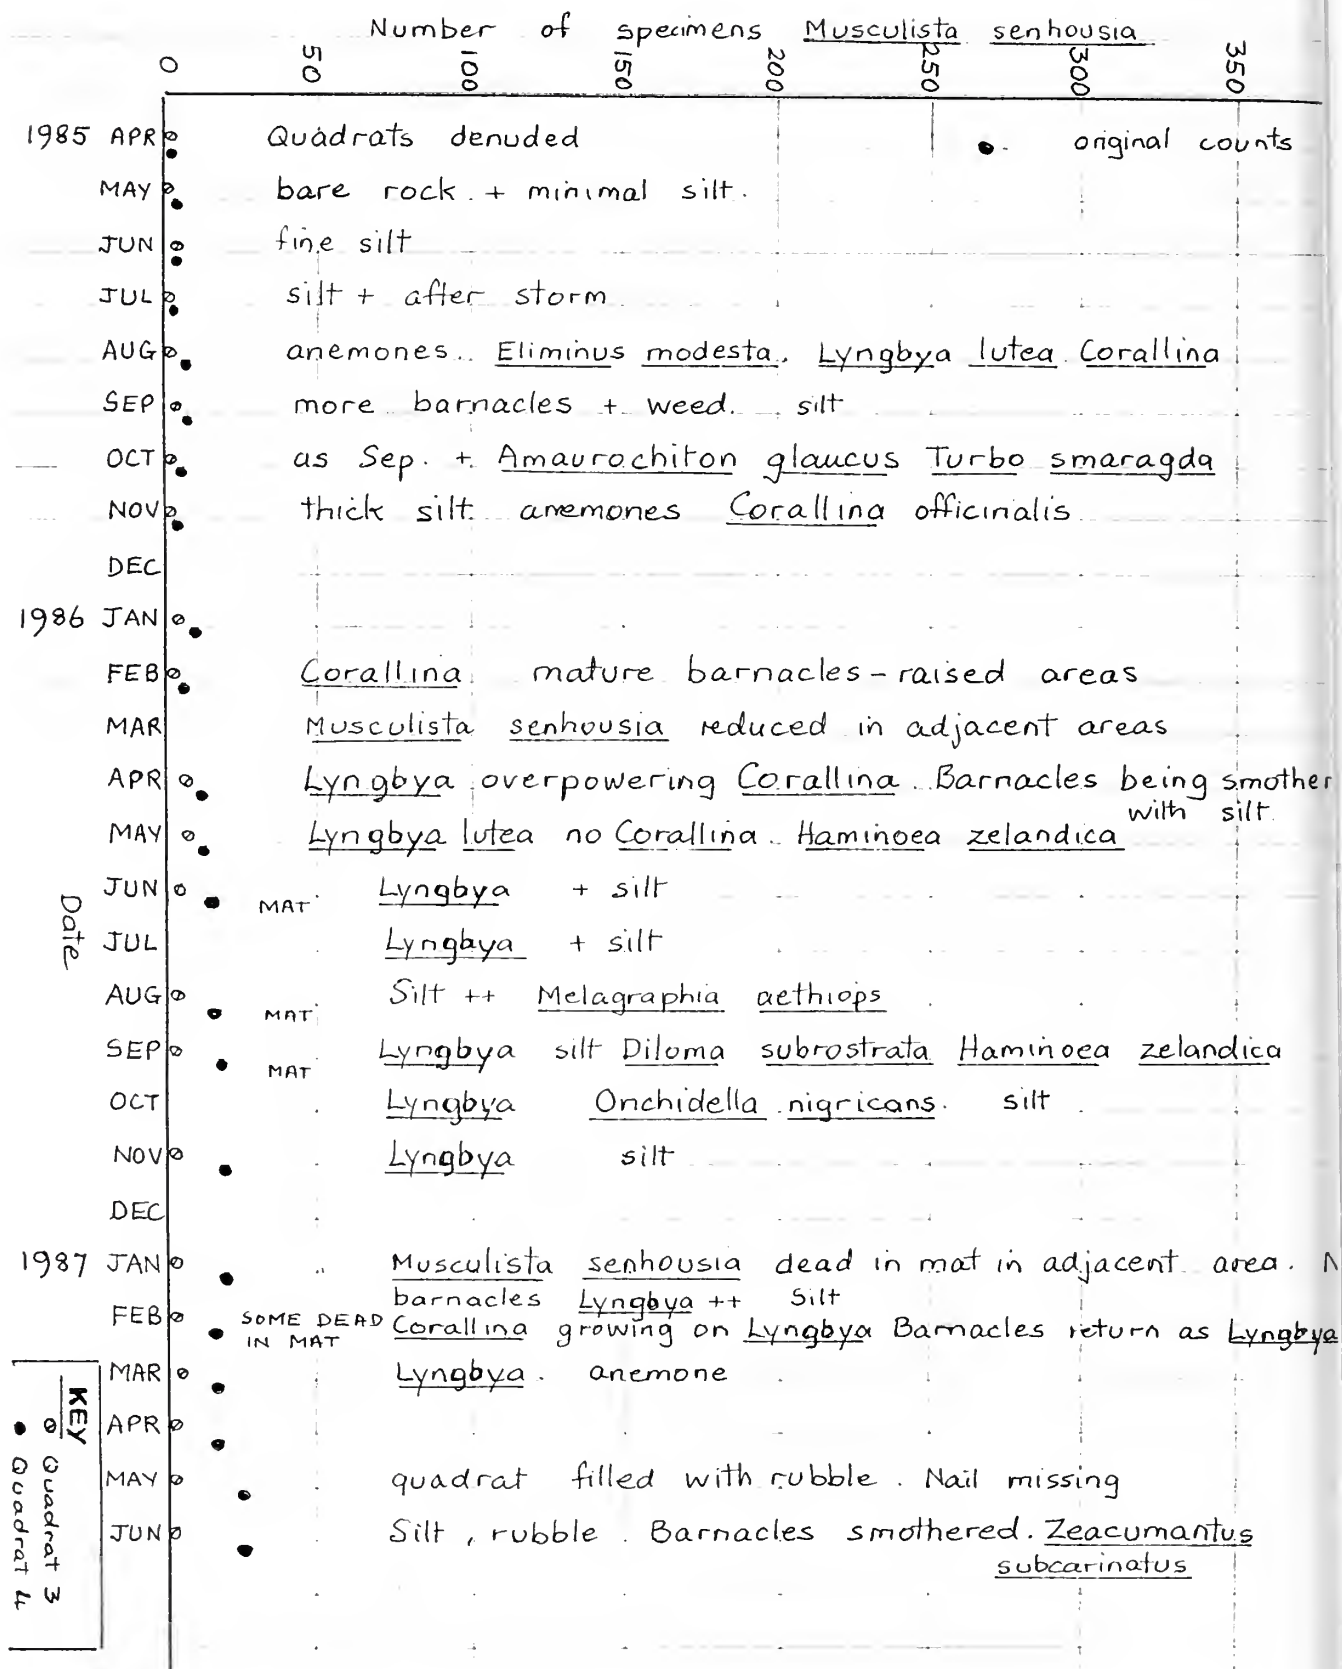 Number of specimens Musculista senhousia
0 50 100 150 200 250 300 350
1985 APR Quadrats denuded original counts
MAY bare rock + minimal silt.
JUN fine silt
JUL silt + after storm
AUG anemones. Eliminus modesta. Lyngbya lutea Corallina
SEP more barnacles + weed. silt
OCT as Sep. + Amaurochiton glaucus Turbo smaragda
NOV thick silt anemones Corallina officinalis
DEC
1986 JAN
FEB Corallina mature barnacles - raised areas
MAR Musculista senhousia reduced in adjacent areas
APR Lyngbya overpowering Corallina. Barnacles being smother
with silt.
MAY Lyngbya lutea no Corallina. Haminoea zelandica
JUN MAT Lyngbya + silt
Date
JUL Lyngbya + silt
AUG MAT Silt ++ Melagraphia aethiops
SEP MAT Lyngbya silt Diloma subrostrata Haminoea zelandica
OCT Lyngbya Onchidella nigricans. silt
NOV Lyngbya silt
DEC
1987 JAN Musculista senhousia dead in mat in adjacent area. N
barnacles Lyngbya ++ Silt
FEB SOME DEAD IN MAT Corallina growing on Lyngbya Barnacles return as Lyngbya
MAR Lyngbya. anemone
APR
MAY quadrat filled with rubble. Nail missing
JUN Silt, rubble. Barnacles smothered. Zeacumantus
subcarinatus
KEY
Quadrat 3
Quadrat 4